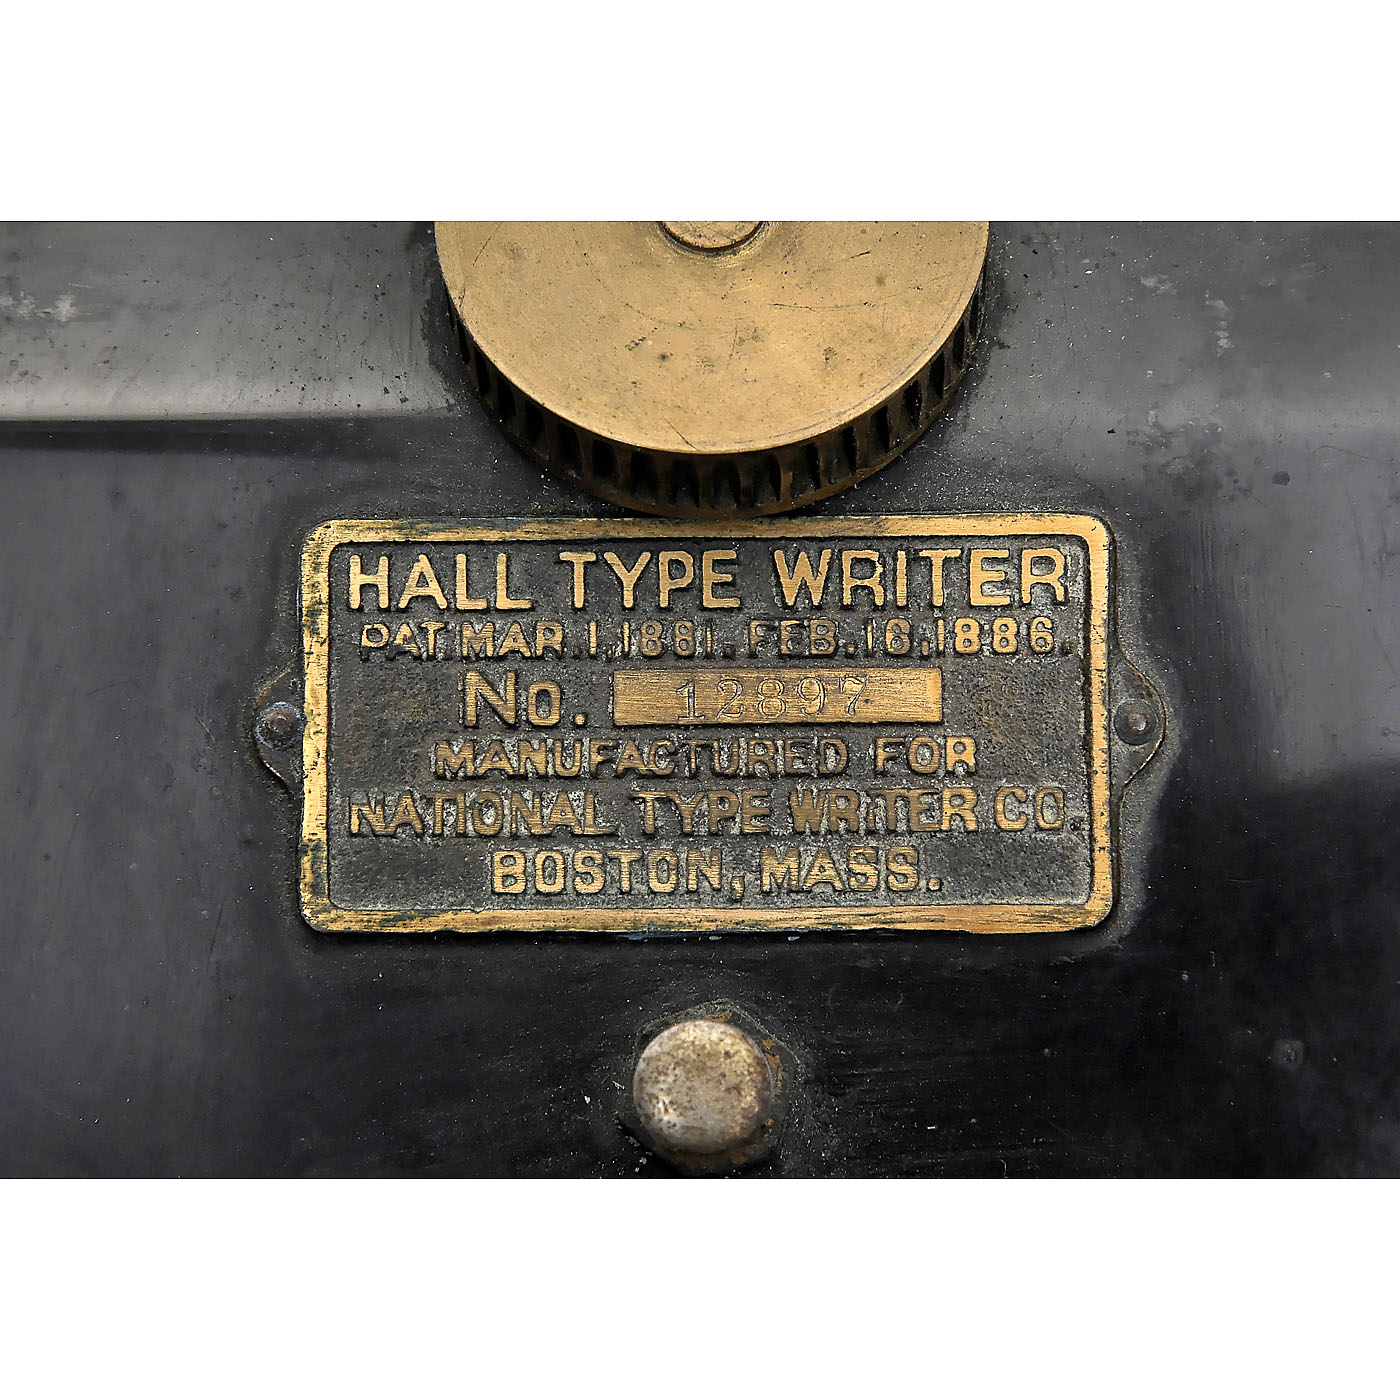 HALL TYPE WRITER
PAT. MAR. 1, 1881. FEB. 16, 1886.
No. 12897
MANUFACTURED FOR
NATIONAL TYPE WRITER CO.
BOSTON, MASS.